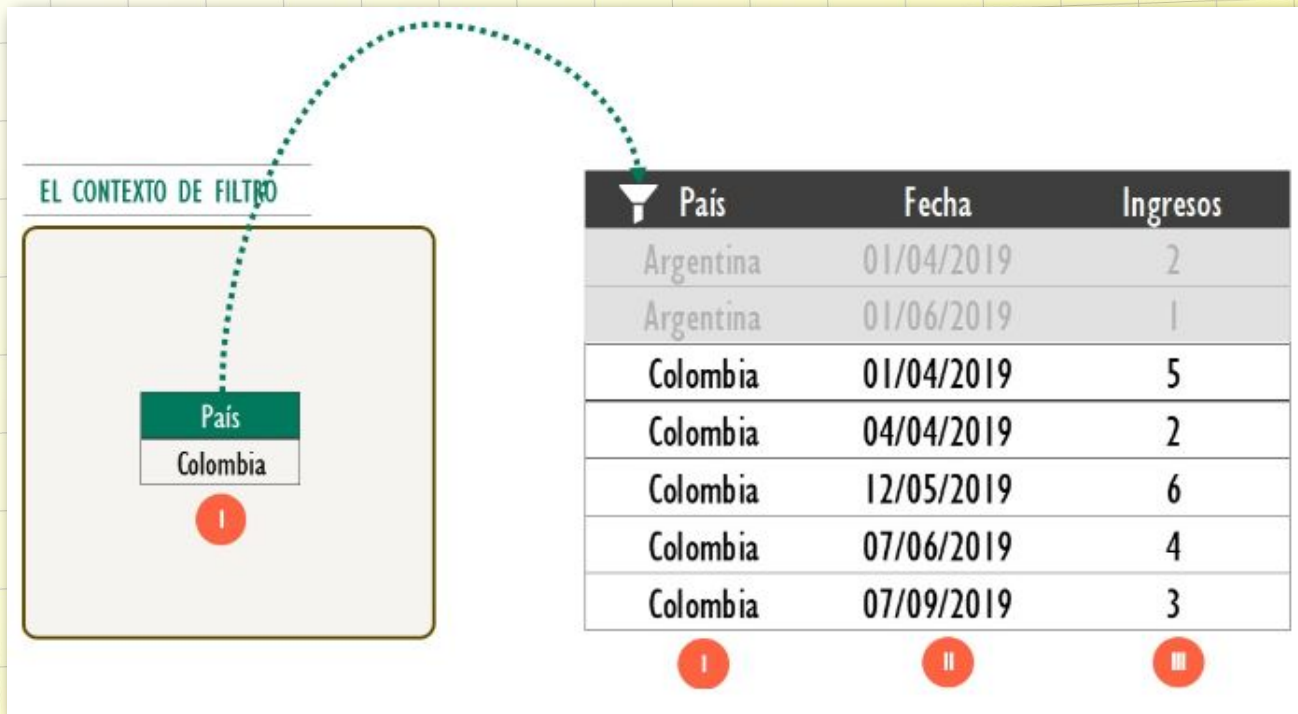 EL CONTEXTO DE FILTRO
País
Colombia
I
País Fecha Ingresos
Argentina 01/04/2019 2
Argentina 01/06/2019 1
Colombia 01/04/2019 5
Colombia 04/04/2019 2
Colombia 12/05/2019 6
Colombia 07/06/2019 4
Colombia 07/09/2019 3
I II III